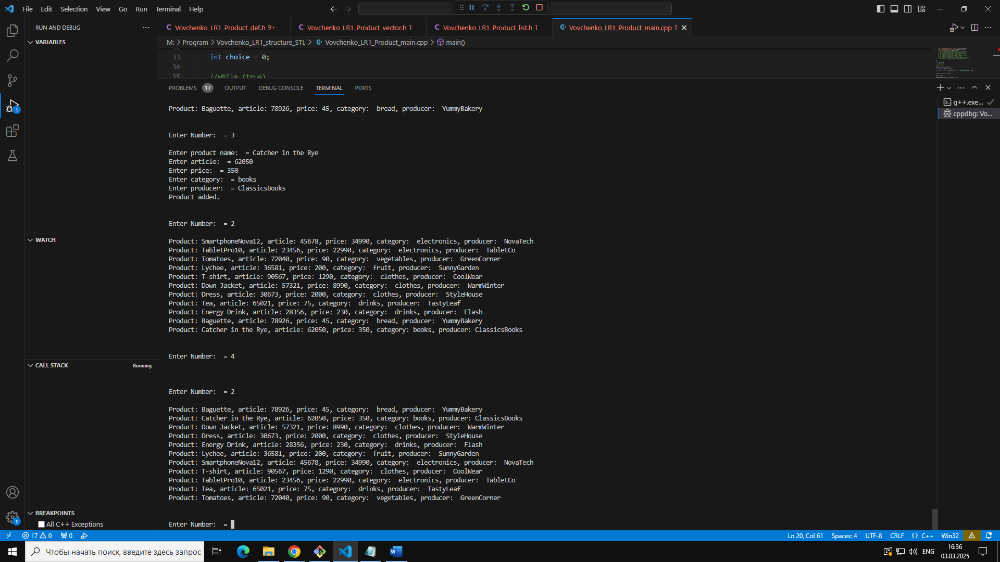 File Edit Selection View Go Run Terminal Help
RUN AND DEBUG
Vovchenko_LR1_Product_def.h 9+
Vovchenko_LR1_Product_vector.h 1
Vovchenko_LR1_Product_list.h 1
Vovchenko_LR1_Product_main.cpp 1
VARIABLES
M: > Program > Vovchenko_LR1_structure_STL > Vovchenko_LR1_Product_main.cpp > main()
33 int choice = 0;
34
35 //while (true)
PROBLEMS 17 OUTPUT DEBUG CONSOLE TERMINAL PORTS
g++.exe...
cppdbg: Vo...
Product: Baguette, article: 78926, price: 45, category:  bread, producer:  YummyBakery
Enter Number:  = 3
Enter product name:  = Catcher in the Rye
Enter article:  = 62050
Enter price:  = 350
Enter category:  = books
Enter producer:  = ClassicsBooks
Product added.
Enter Number:  = 2
Product: SmartphoneNova12, article: 45678, price: 34990, category:  electronics, producer:  NovaTech
Product: TabletPro10, article: 23456, price: 22990, category:  electronics, producer:  TabletCo
Product: Tomatoes, article: 72040, price: 90, category:  vegetables, producer:  GreenCorner
Product: Lychee, article: 36581, price: 200, category:  fruit, producer:  SunnyGarden
Product: T-shirt, article: 90567, price: 1290, category:  clothes, producer:  CoolWear
Product: Down Jacket, article: 57321, price: 8990, category:  clothes, producer:  WarmWinter
Product: Dress, article: 30673, price: 2000, category:  clothes, producer:  StyleHouse
Product: Tea, article: 65021, price: 75, category:  drinks, producer:  TastyLeaf
Product: Energy Drink, article: 28356, price: 230, category:  drinks, producer:  Flash
Product: Baguette, article: 78926, price: 45, category:  bread, producer:  YummyBakery
Product: Catcher in the Rye, article: 62050, price: 350, category: books, producer: ClassicsBooks
Enter Number:  = 4
Enter Number:  = 2
Product: Baguette, article: 78926, price: 45, category:  bread, producer:  YummyBakery
Product: Catcher in the Rye, article: 62050, price: 350, category: books, producer: ClassicsBooks
Product: Down Jacket, article: 57321, price: 8990, category:  clothes, producer:  WarmWinter
Product: Dress, article: 30673, price: 2000, category:  clothes, producer:  StyleHouse
Product: Energy Drink, article: 28356, price: 230, category:  drinks, producer:  Flash
Product: Lychee, article: 36581, price: 200, category:  fruit, producer:  SunnyGarden
Product: SmartphoneNova12, article: 45678, price: 34990, category:  electronics, producer:  NovaTech
Product: T-shirt, article: 90567, price: 1290, category:  clothes, producer:  CoolWear
Product: TabletPro10, article: 23456, price: 22990, category:  electronics, producer:  TabletCo
Product: Tea, article: 65021, price: 75, category:  drinks, producer:  TastyLeaf
Product: Tomatoes, article: 72040, price: 90, category:  vegetables, producer:  GreenCorner
Enter Number:  =
WATCH
CALL STACK Running
BREAKPOINTS
All C++ Exceptions
1
1
17 0 0
Ln 20, Col 61 Spaces: 4 UTF-8 CRLF {} C++ Win32
Чтобы начать поиск, введите здесь запрос
ENG
16:36
03.03.2025